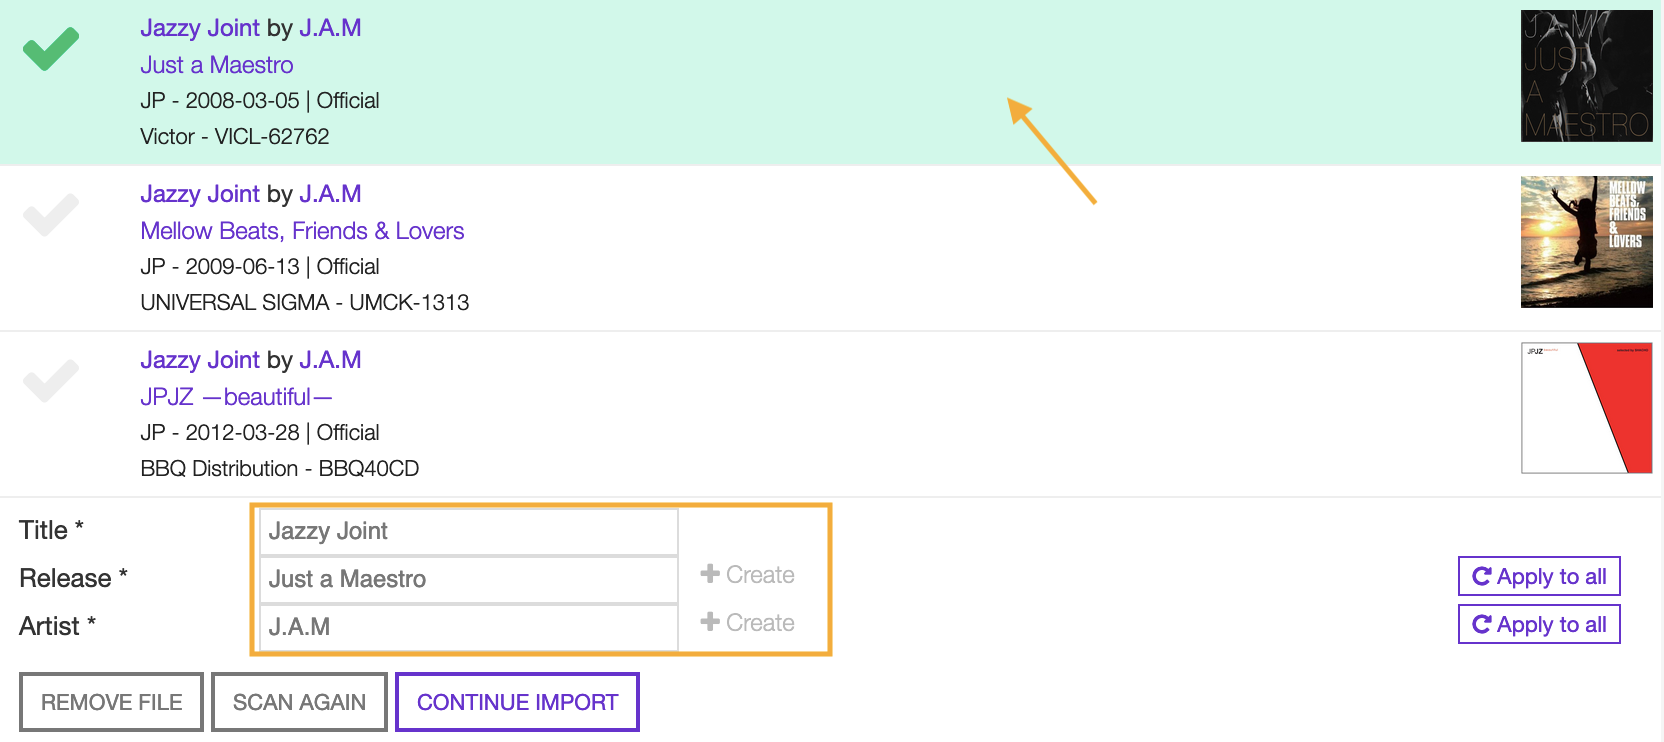 Jazzy Joint by J.A.M
Just a Maestro
JP - 2008-03-05 | Official
Victor - VICL-62762
J.A.M
JUST
A
MAESTRO
Jazzy Joint by J.A.M
Mellow Beats, Friends & Lovers
JP - 2009-06-13 | Official
UNIVERSAL SIGMA - UMCK-1313
MELLOW
BEATS,
FRIENDS
&
LOVERS
Jazzy Joint by J.A.M
JPJZ —beautiful—
JP - 2012-03-28 | Official
BBQ Distribution - BBQ40CD
JPJZ
Title * Jazzy Joint
Release * Just a Maestro Create Apply to all
Artist * J.A.M Create Apply to all
REMOVE FILE SCAN AGAIN CONTINUE IMPORT